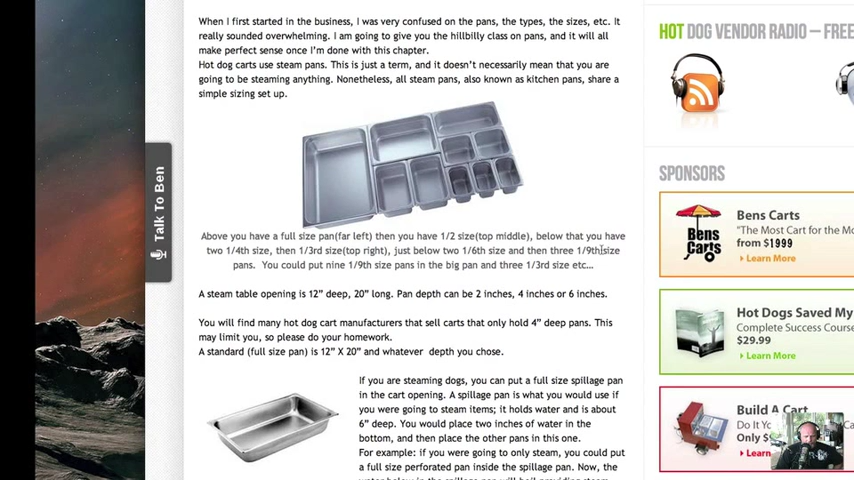 When I first started in the business, I was very confused on the pans, the types, the sizes, etc. It
really sounded overwhelming. I am going to give you the hillbilly class on pans, and it will all
make perfect sense once I'm done with this chapter.
Hot dog carts use steam pans. This is just a term, and it doesn't necessarily mean that you are
going to be steaming anything. Nonetheless, all steam pans, also known as kitchen pans, share a
simple sizing set up.
Above you have a full size pan(far left) then you have 1/2 size(top middle), below that you have
two 1/4th size, then 1/3rd size(top right), just below two 1/6th size and then three 1/9th size
pans. You could put nine 1/9th size pans in the big pan and three 1/3rd size etc...
A steam table opening is 12" deep, 20" long. Pan depth can be 2 inches, 4 inches or 6 inches.
You will find many hot dog cart manufacturers that sell carts that only hold 4" deep pans. This
may limit you, so please do your homework.
A standard (full size pan) is 12" X 20" and whatever depth you chose.
If you are steaming dogs, you can put a full size spillage pan
in the cart opening. A spillage pan is what you would use if
you were going to steam items; it holds water and is about
6" deep. You would place two inches of water in the
bottom, and then place the other pans in this one.
For example: if you were going to only steam, you could put
a full size perforated pan inside the spillage pan. Now, the
water below in the spillage pan will boil providing steam
Talk To Ben
HOT DOG VENDOR RADIO – FREE
SPONSORS
Bens Carts
Bens Carts
"The Most Cart for the Mo
from $1999
Learn More
Hot Dogs Saved My
Complete Success Course
$29.99
Learn More
Build A Cart
Do It Yo
Only $
Learn